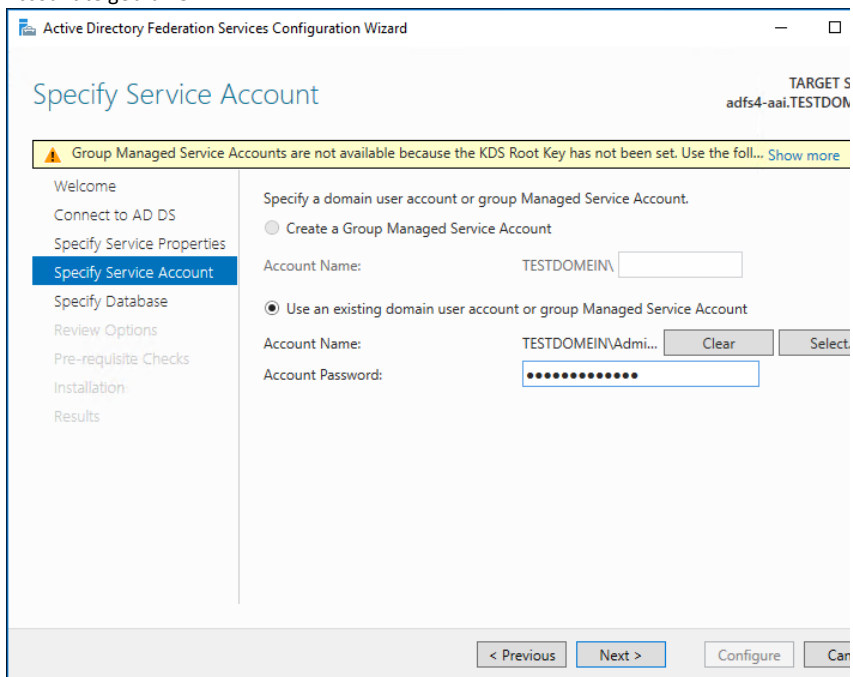 Active Directory Federation Services Configuration Wizard
Specify Service Account
TARGET S
adfs4-aai.TESTDOM
Group Managed Service Accounts are not available because the KDS Root Key has not been set. Use the foll... Show more
Welcome
Connect to AD DS
Specify Service Properties
Specify Service Account
Specify Database
Review Options
Pre-requisite Checks
Installation
Results
Specify a domain user account or group Managed Service Account.
Create a Group Managed Service Account
Account Name: TESTDOMEIN\
Use an existing domain user account or group Managed Service Account
Account Name: TESTDOMEIN\Admi... Clear Select.
Account Password: •••••••••••••
< Previous Next > Configure Can